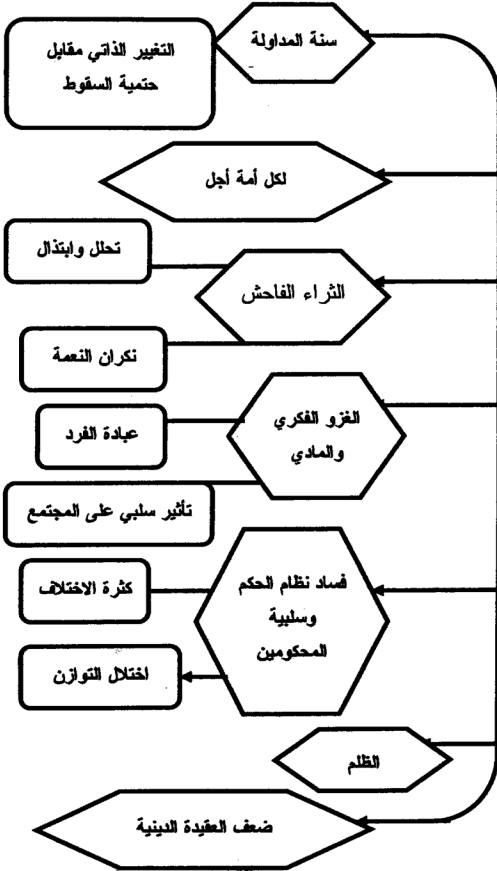 سنة المداولة
التغيير الذاتي مقابل
حتمية السقوط
لكل أمة أجل
الثراء الفاحش
تحلل وابتذال
نكران النعمة
الغزو الفكري
والمادي
عبادة الفرد
تأثير سلبي على المجتمع
فساد نظام الحكم
وسلبية
المحكومين
كثرة الاختلاف
اختلال التوازن
الظلم
ضعف العقيدة الدينية